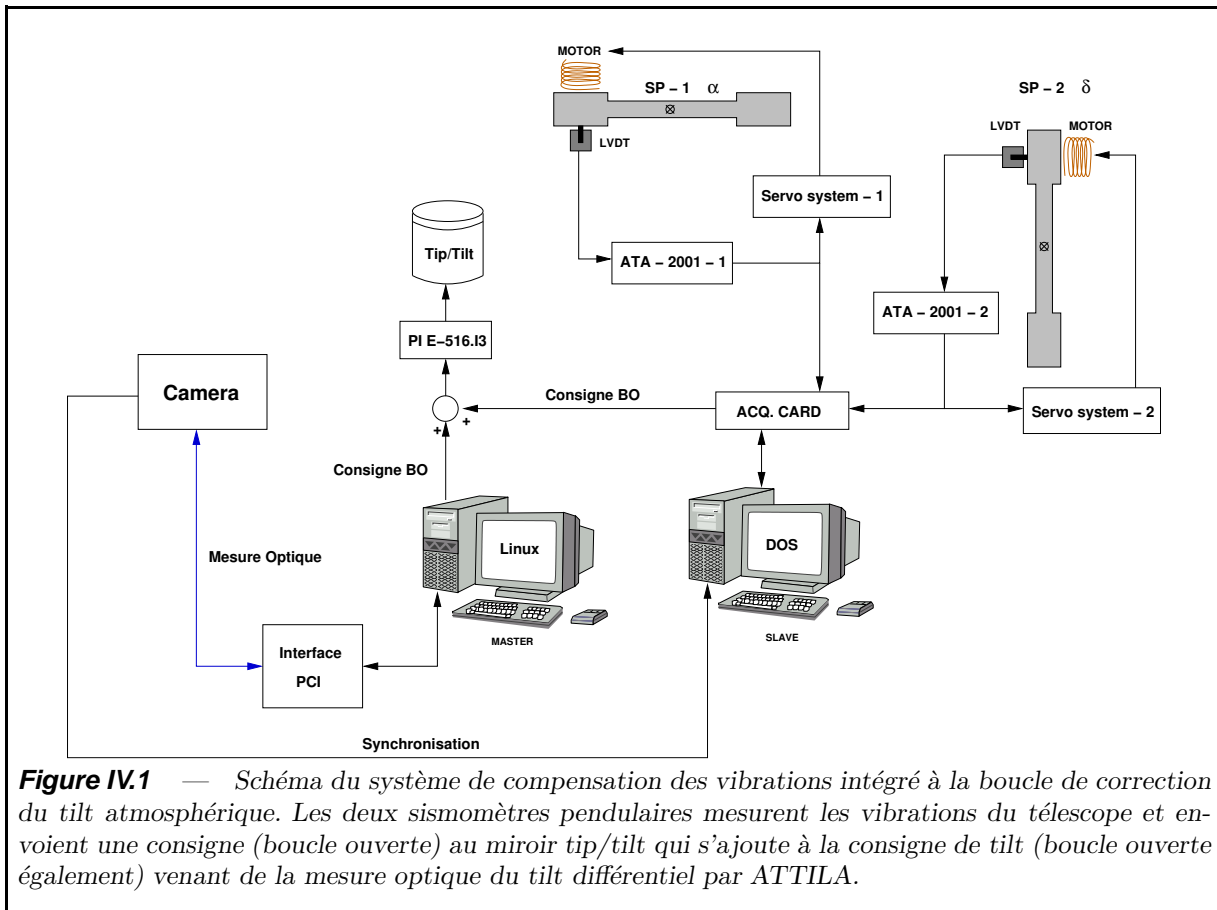 MOTOR
SP – 1 α
SP – 2 δ
LVDT
MOTOR
LVDT
Servo system – 1
Tip/Tilt
ATA – 2001 – 1
ATA – 2001 – 2
PI E–516.I3
Camera
Consigne BO
ACQ. CARD
Servo system – 2
+ +
Consigne BO
Linux
DOS
Mesure Optique
MASTER
SLAVE
Interface
PCI
Synchronisation
Figure IV.1 — Schéma du système de compensation des vibrations intégré à la boucle de correction
du tilt atmosphérique. Les deux sismomètres pendulaires mesurent les vibrations du télescope et en-
voient une consigne (boucle ouverte) au miroir tip/tilt qui s'ajoute à la consigne de tilt (boucle ouverte
également) venant de la mesure optique du tilt différentiel par ATTILA.